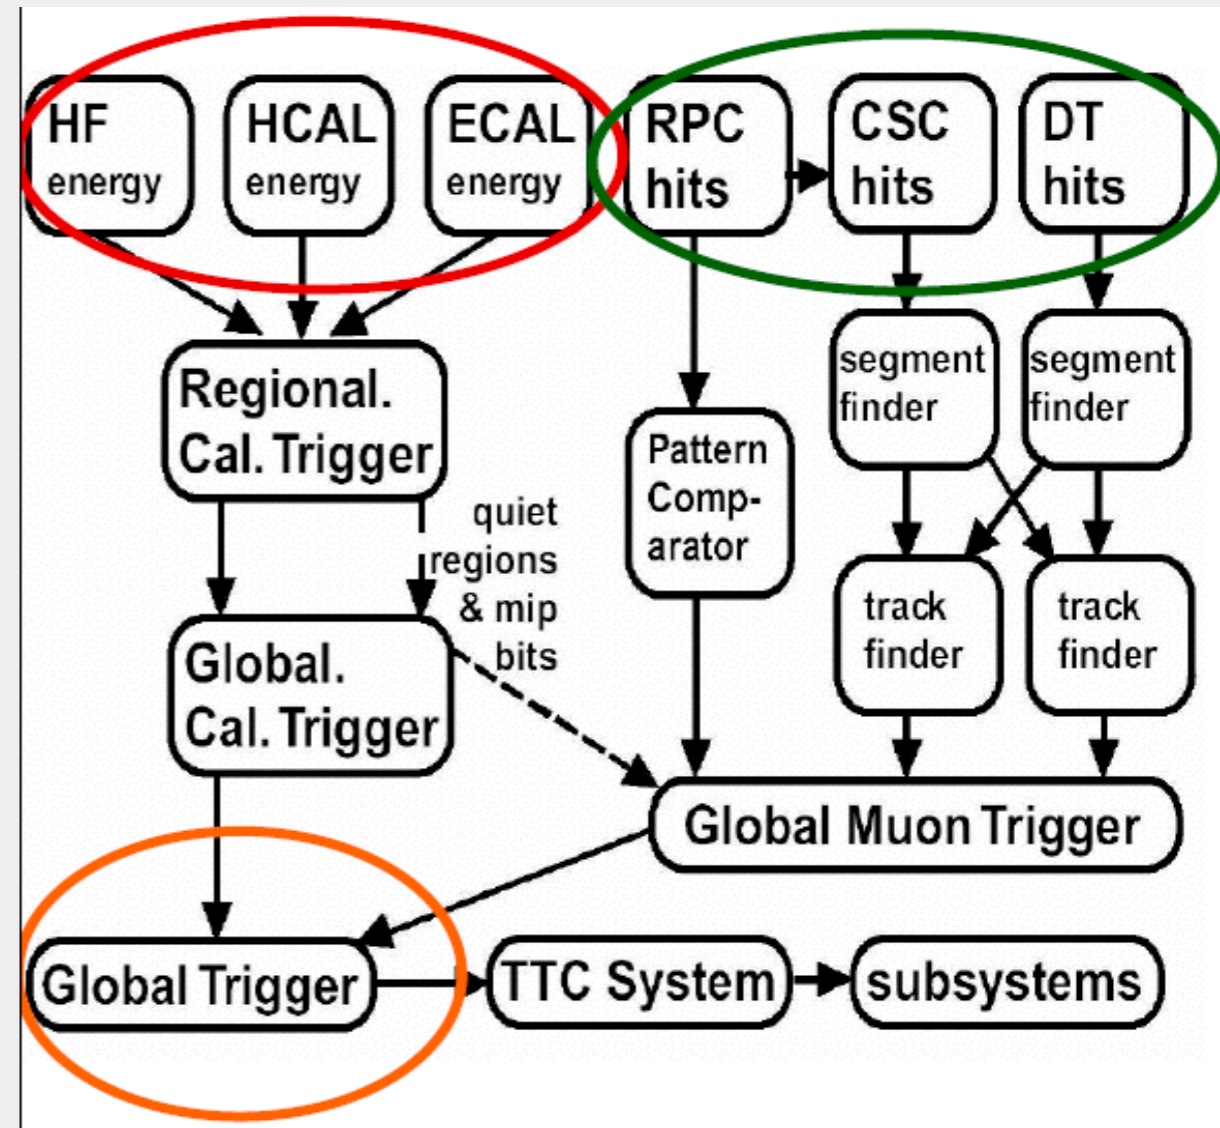 HF
energy
HCAL
energy
ECAL
energy
RPC
hits
CSC
hits
DT
hits
Regional.
Cal. Trigger
segment
finder
segment
finder
Pattern
Comp-
arator
quiet
regions
& mip
bits
track
finder
track
finder
Global.
Cal. Trigger
Global Muon Trigger
Global Trigger
TTC System
subsystems